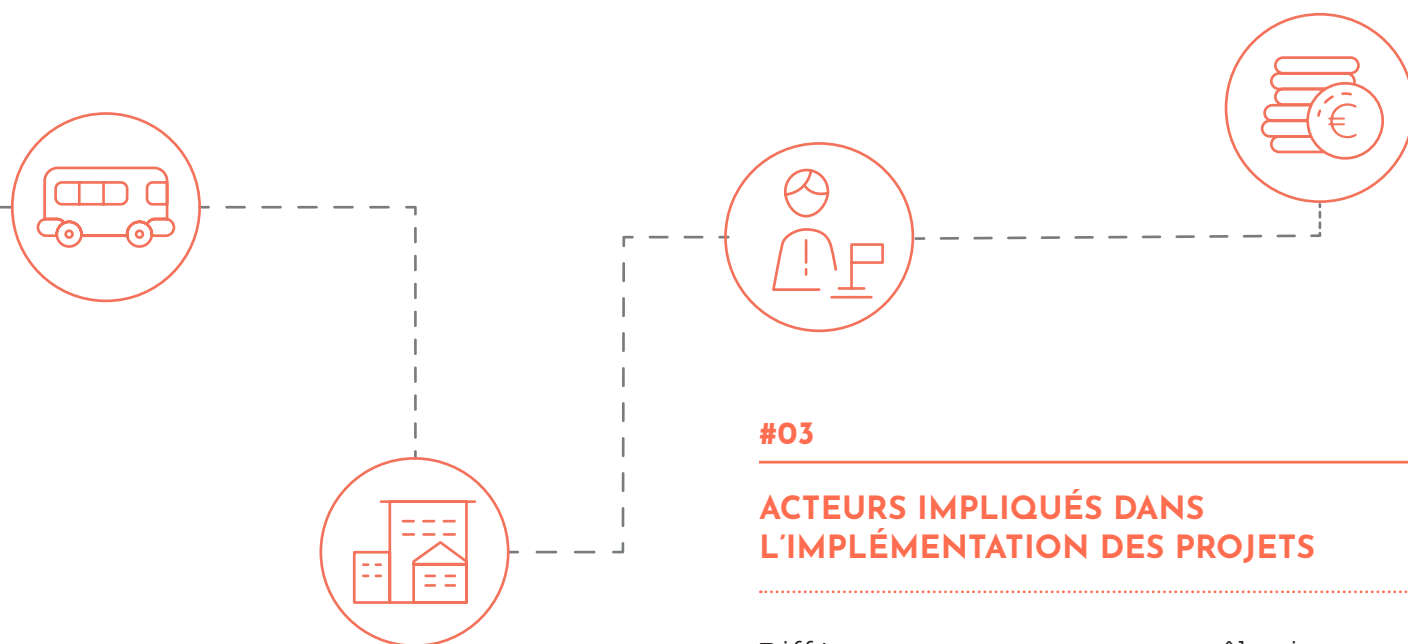 €
#03
ACTEURS IMPLIQUÉS DANS
L'IMPLÉMENTATION DES PROJETS